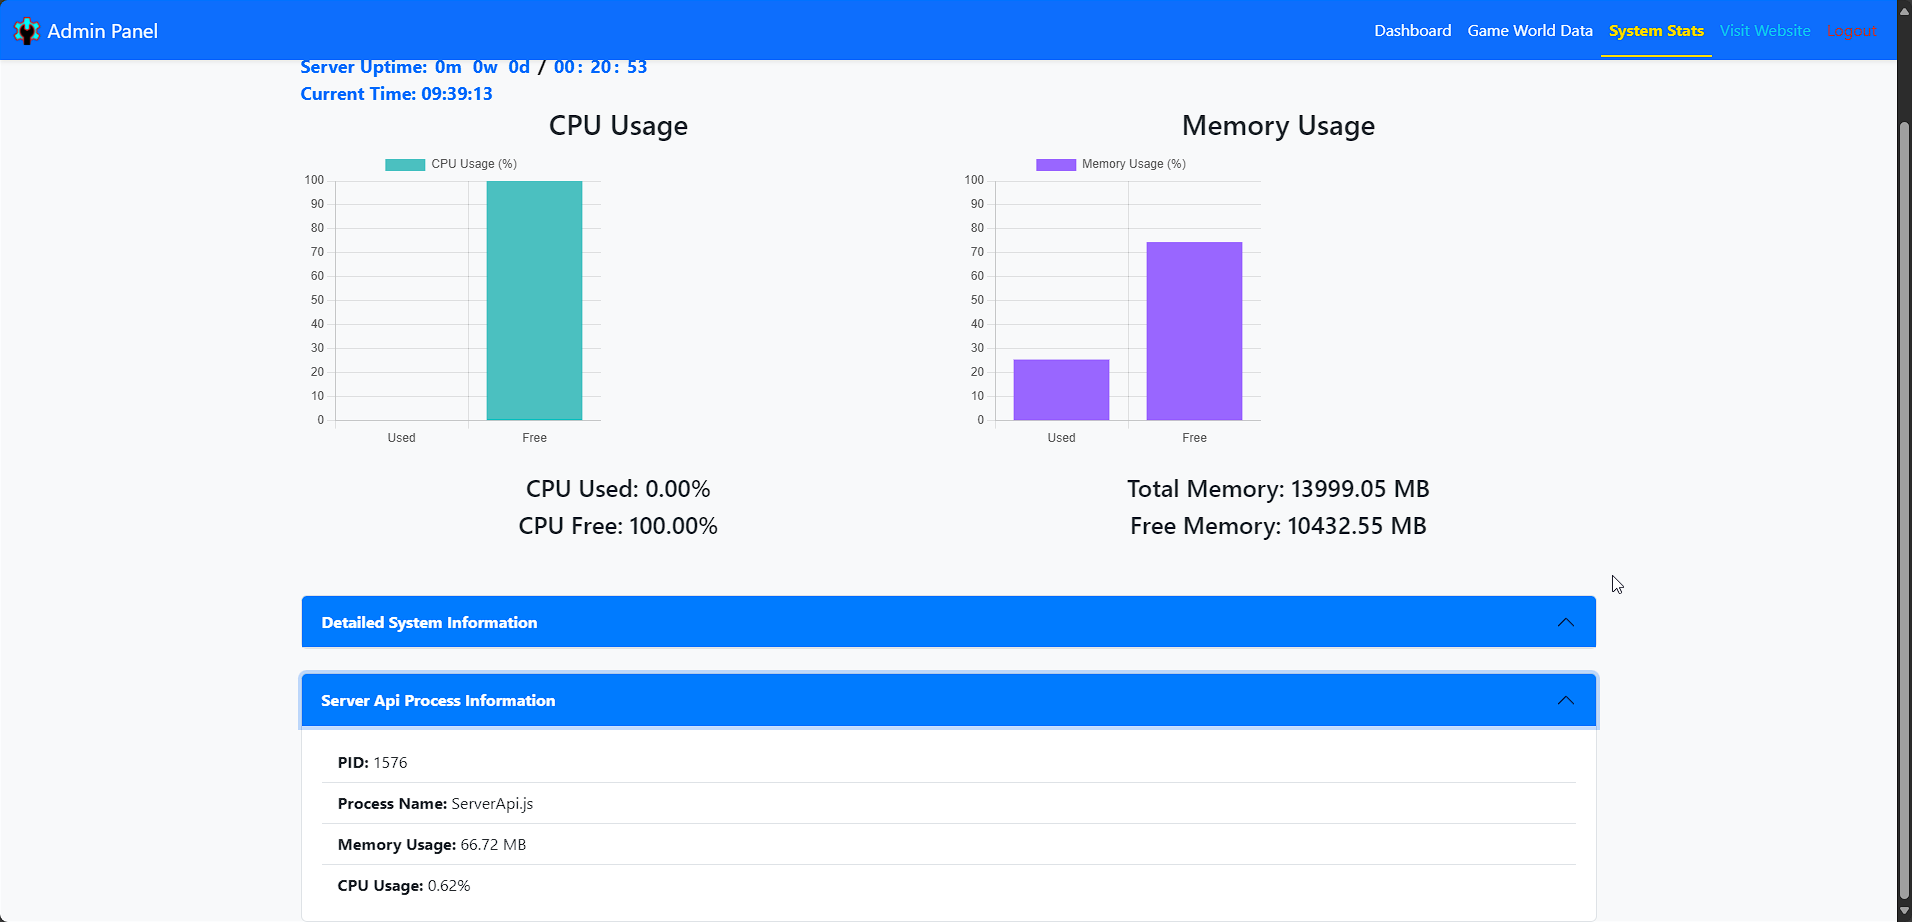 Admin Panel
Dashboard Game World Data System Stats Visit Website Logout
Server Uptime: 0m 0w 0d / 00: 20: 53
Current Time: 09:39:13
CPU Usage
CPU Usage (%)
100
90
80
70
60
50
40
30
20
10
0
Used Free
CPU Used: 0.00%
CPU Free: 100.00%
Memory Usage
Memory Usage (%)
100
90
80
70
60
50
40
30
20
10
0
Used Free
Total Memory: 13999.05 MB
Free Memory: 10432.55 MB
Detailed System Information
Server Api Process Information
PID: 1576
Process Name: ServerApi.js
Memory Usage: 66.72 MB
CPU Usage: 0.62%